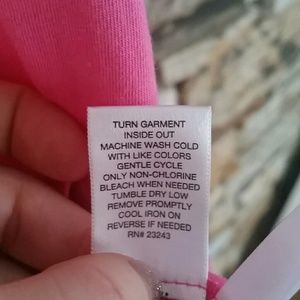 TURN GARMENT
INSIDE OUT
MACHINE WASH COLD
WITH LIKE COLORS
GENTLE CYCLE
ONLY NON-CHLORINE
BLEACH WHEN NEEDED
TUMBLE DRY LOW
REMOVE PROMPTLY
COOL IRON ON
REVERSE IF NEEDED
RN# 23243